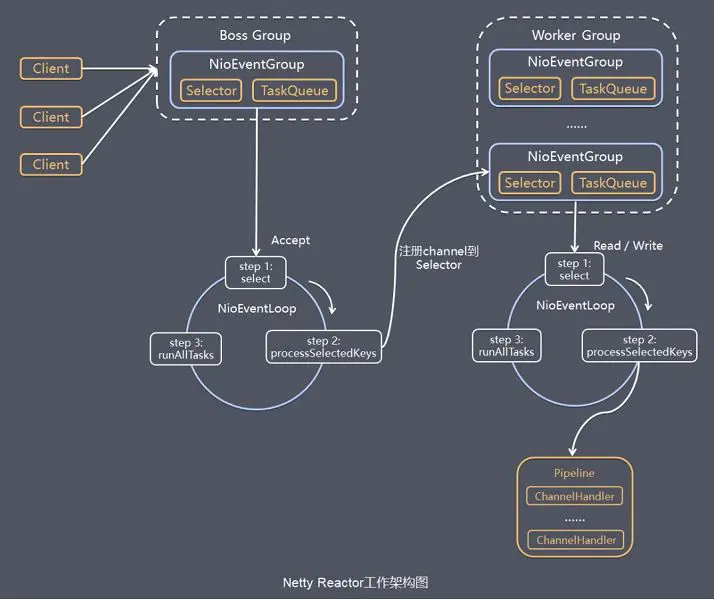 Boss Group
NioEventGroup
Selector
TaskQueue
Client
Client
Client
Worker Group
NioEventGroup
Selector
TaskQueue
......
NioEventGroup
Selector
TaskQueue
Accept
step 1:
select
NioEventLoop
step 2:
processSelectedKeys
step 3:
runAllTasks
注册channel到
Selector
Read / Write
step 1:
select
NioEventLoop
step 2:
processSelectedKeys
step 3:
runAllTasks
Pipeline
ChannelHandler
......
ChannelHandler
Netty Reactor工作架构图